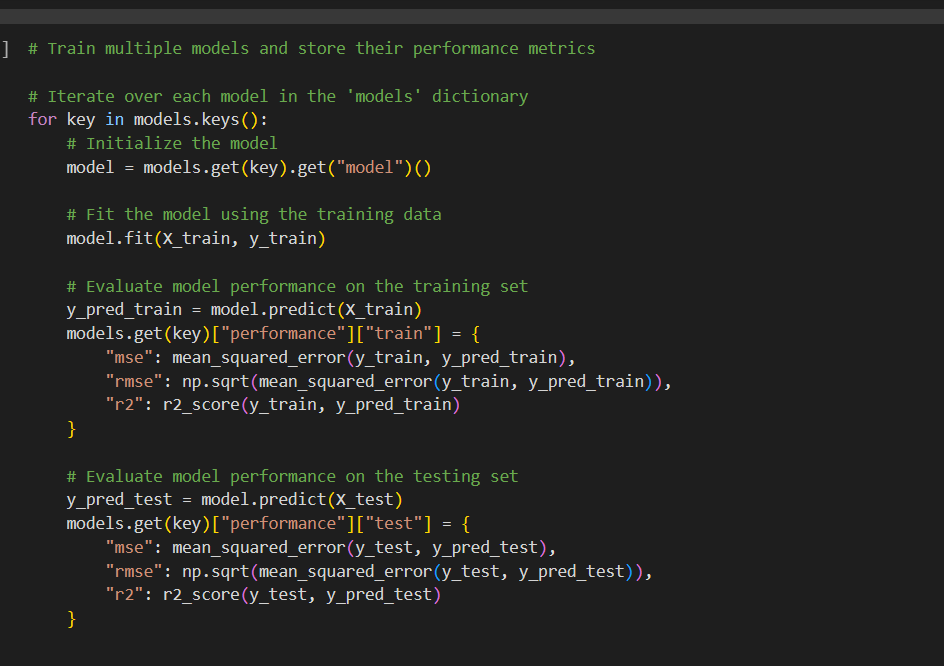 ] # Train multiple models and store their performance metrics
# Iterate over each model in the 'models' dictionary
for key in models.keys():
    # Initialize the model
    model = models.get(key).get("model")()
    # Fit the model using the training data
    model.fit(X_train, y_train)
    # Evaluate model performance on the training set
    y_pred_train = model.predict(X_train)
    models.get(key)["performance"]["train"] = {
        "mse": mean_squared_error(y_train, y_pred_train),
        "rmse": np.sqrt(mean_squared_error(y_train, y_pred_train)),
        "r2": r2_score(y_train, y_pred_train)
    }
    # Evaluate model performance on the testing set
    y_pred_test = model.predict(X_test)
    models.get(key)["performance"]["test"] = {
        "mse": mean_squared_error(y_test, y_pred_test),
        "rmse": np.sqrt(mean_squared_error(y_test, y_pred_test)),
        "r2": r2_score(y_test, y_pred_test)
    }